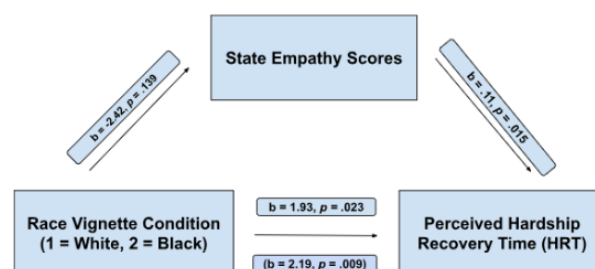 State Empathy Scores
b = -2.42, p = .139
b = .11, p = .015
Race Vignette Condition
(1 = White, 2 = Black)
b = 1.93, p = .023
(b = 2.19, p = .009)
Perceived Hardship
Recovery Time (HRT)